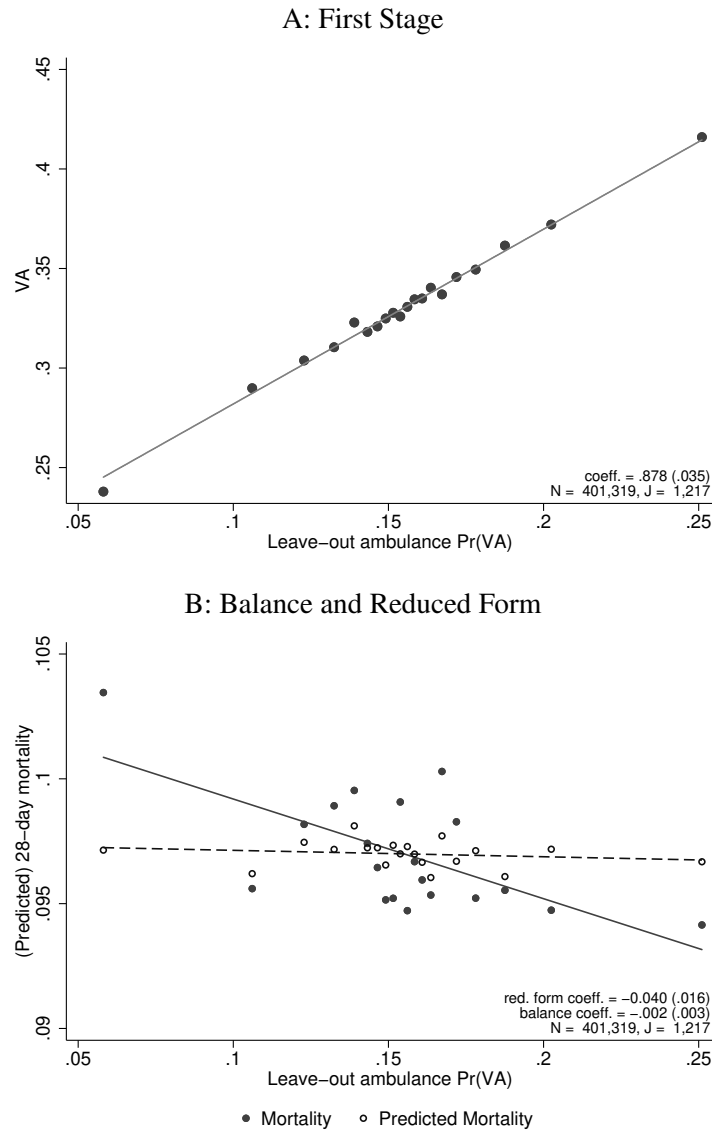 A: First Stage
.45
.4
.35
.3
.25
VA
coeff. = .878 (.035)
N = 401,319, J = 1,217
.05 .1 .15 .2 .25
Leave−out ambulance Pr(VA)
B: Balance and Reduced Form
.105
.1
.095
.09
(Predicted) 28−day mortality
red. form coeff. = −0.040 (.016)
balance coeff. = −.002 (.003)
N = 401,319, J = 1,217
.05 .1 .15 .2 .25
Leave−out ambulance Pr(VA)
Mortality Predicted Mortality